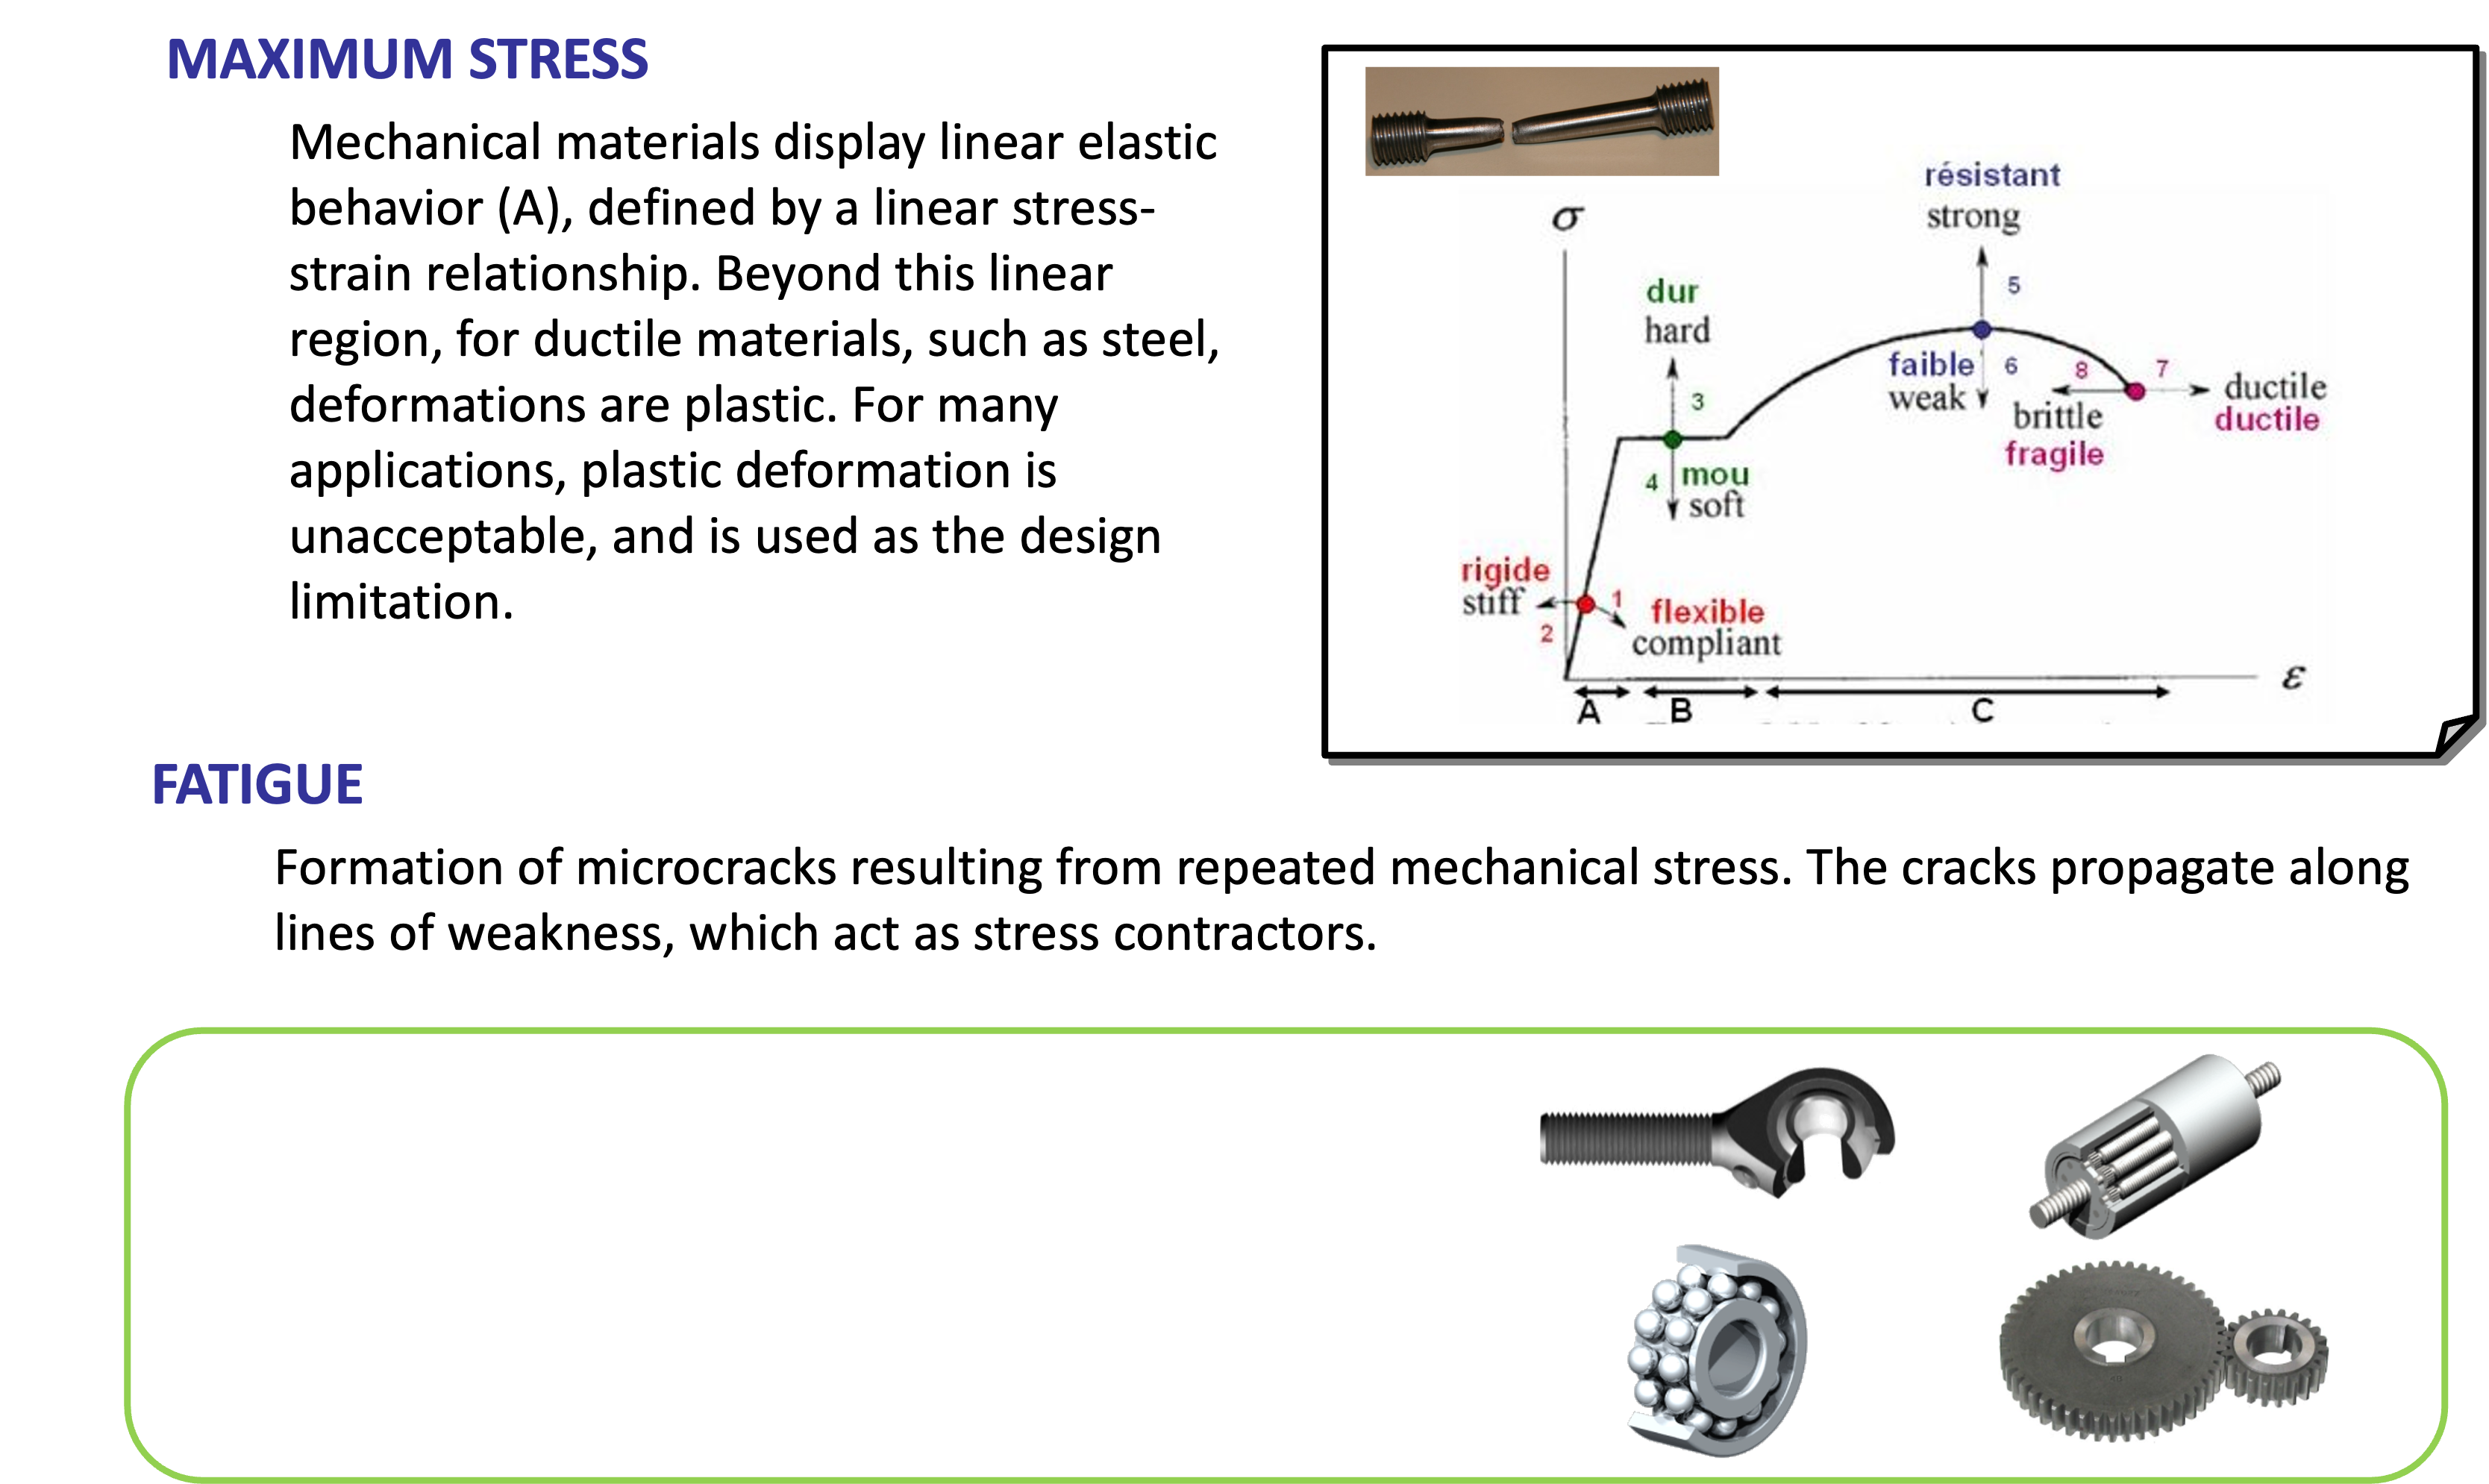 MAXIMUM STRESS
Mechanical materials display linear elastic
behavior (A), defined by a linear stress-
strain relationship. Beyond this linear
region, for ductile materials, such as steel,
deformations are plastic. For many
applications, plastic deformation is
unacceptable, and is used as the design
limitation.
résistant
strong
σ
5
dur
hard
faible 6
weak
8
7
ductile
ductile
brittle
fragile
3
4
mou
soft
rigide
stiff
1
2
flexible
compliant
ε
A
B
C
FATIGUE
Formation of microcracks resulting from repeated mechanical stress. The cracks propagate along
lines of weakness, which act as stress contractors.